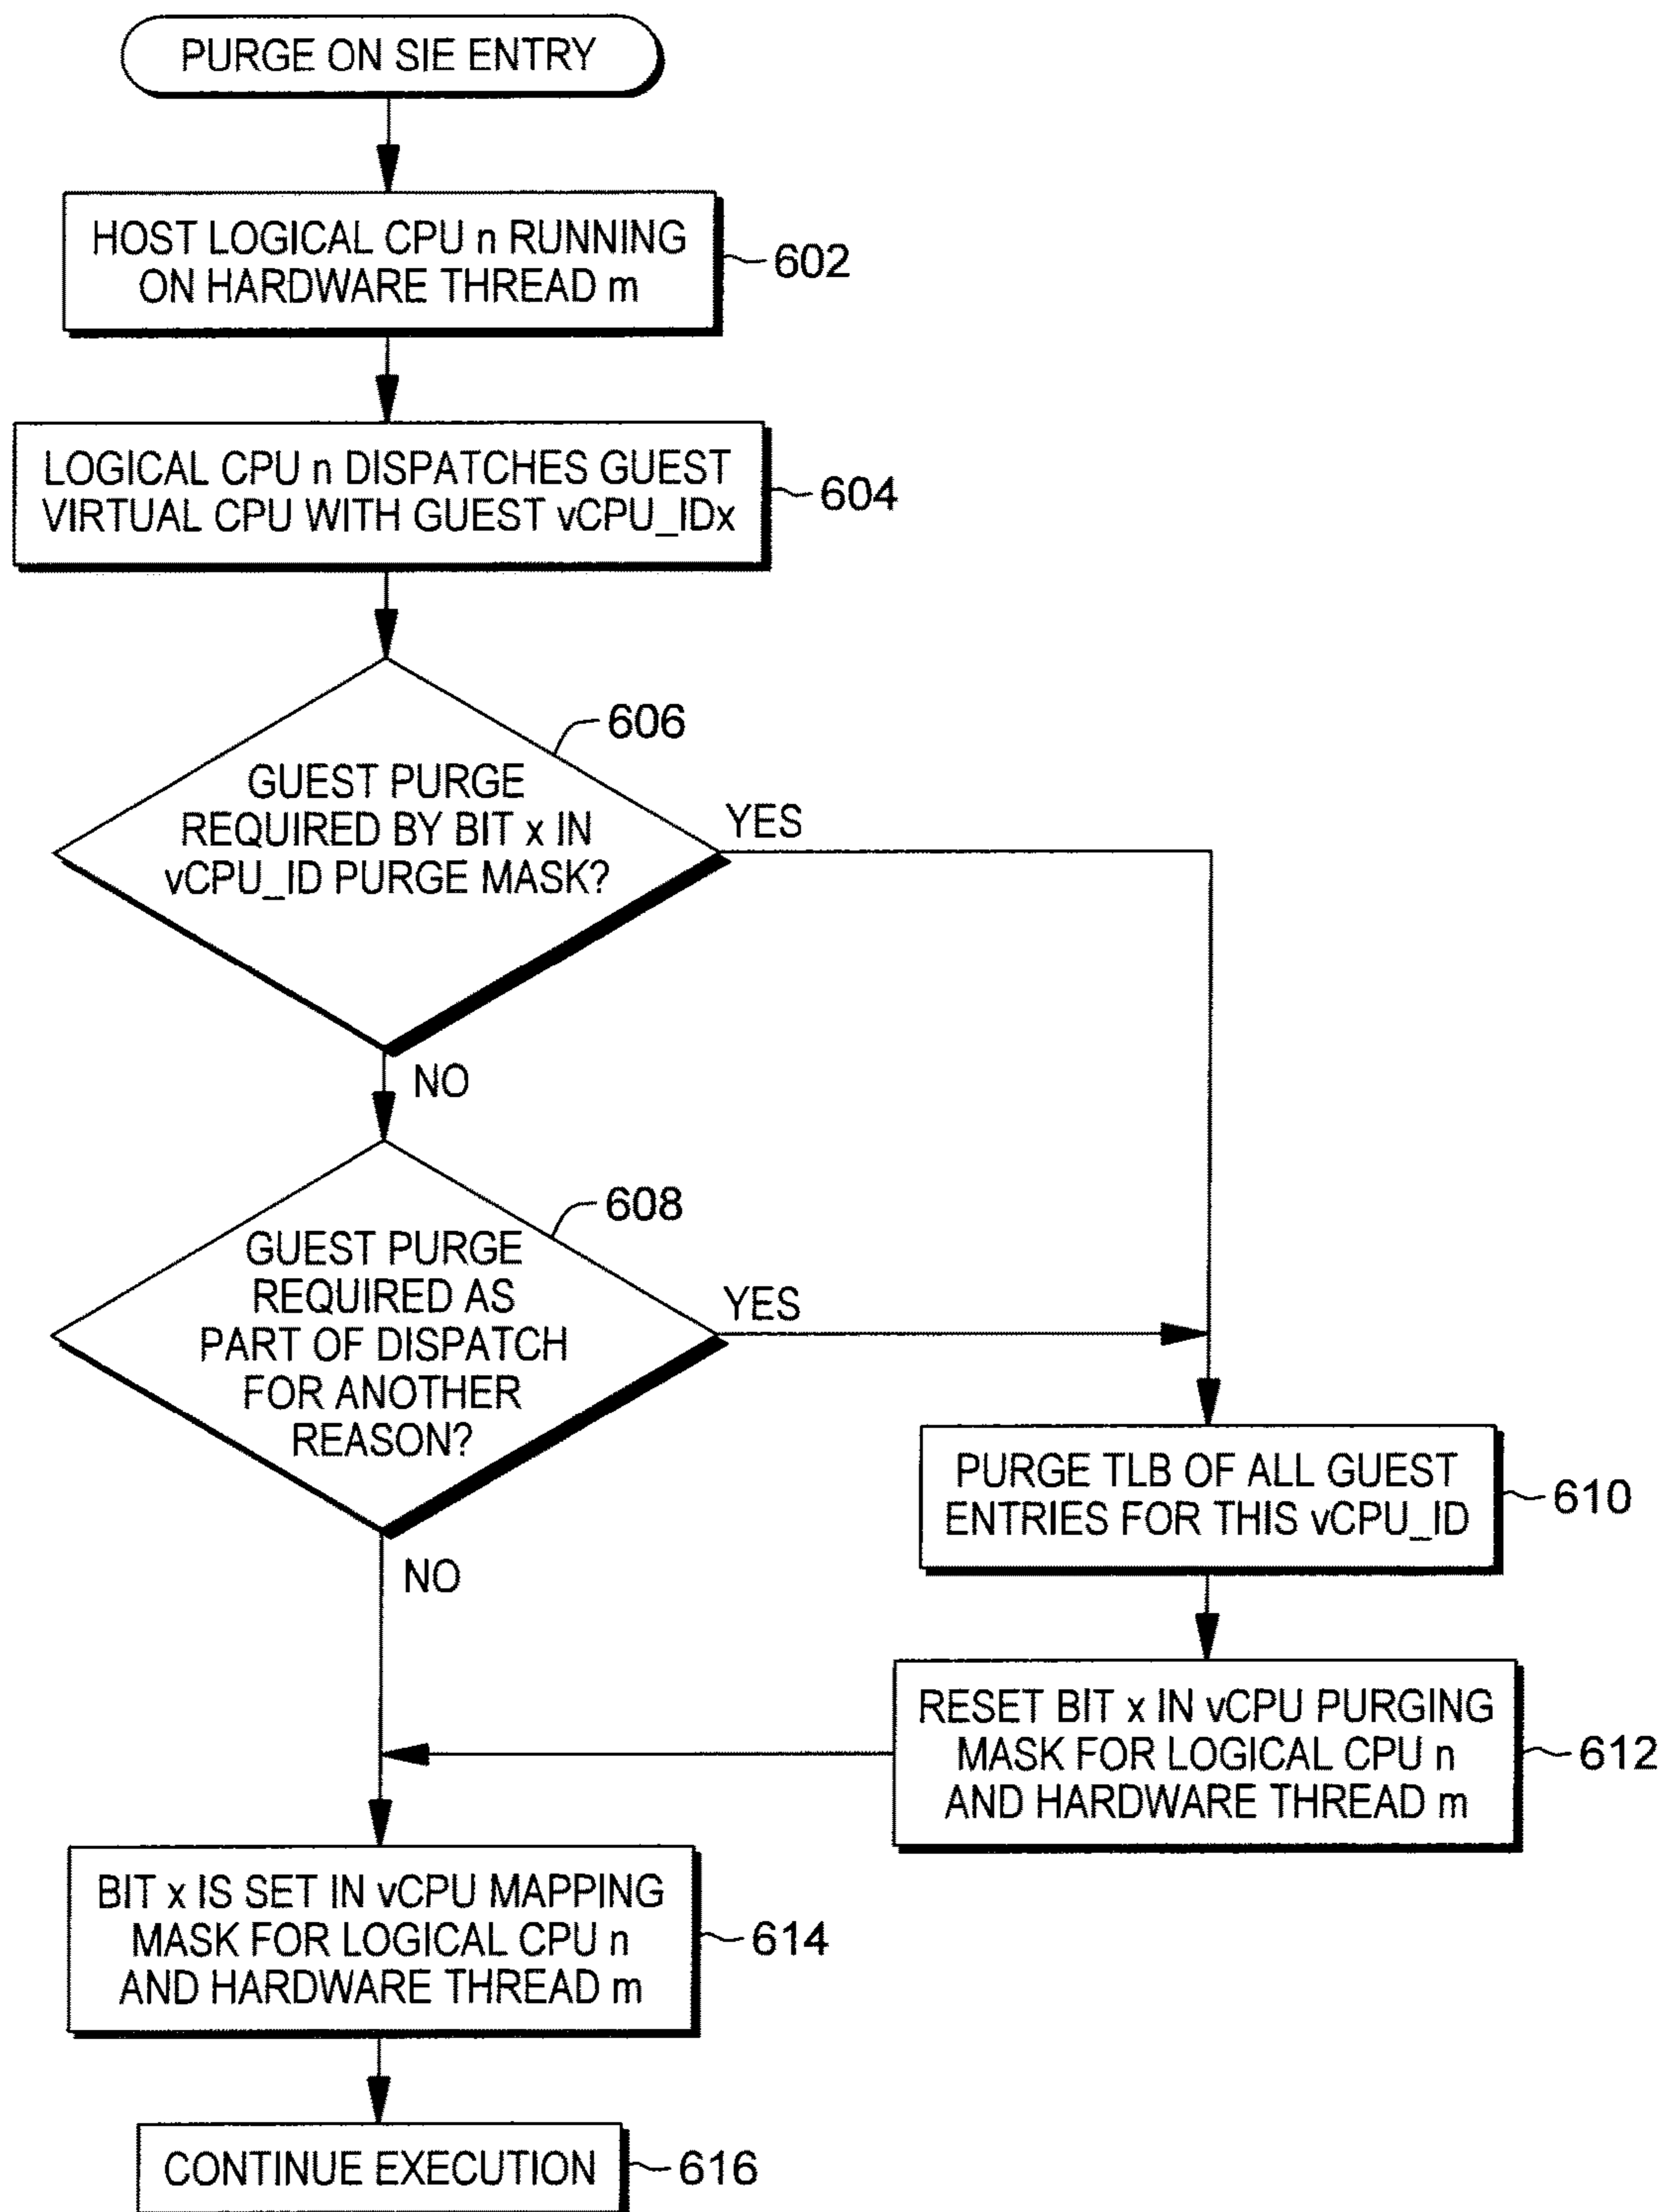 PURGE ON SIE ENTRY
HOST LOGICAL CPU n RUNNING
ON HARDWARE THREAD m
602
LOGICAL CPU n DISPATCHES GUEST
VIRTUAL CPU WITH GUEST vCPU_IDx
604
606
GUEST PURGE
REQUIRED BY BIT x IN
vCPU_ID PURGE MASK?
YES
NO
608
GUEST PURGE
REQUIRED AS
PART OF DISPATCH
FOR ANOTHER
REASON?
YES
NO
PURGE TLB OF ALL GUEST
ENTRIES FOR THIS vCPU_ID
610
RESET BIT x IN vCPU PURGING
MASK FOR LOGICAL CPU n
AND HARDWARE THREAD m
612
BIT x IS SET IN vCPU MAPPING
MASK FOR LOGICAL CPU n
AND HARDWARE THREAD m
614
CONTINUE EXECUTION
616